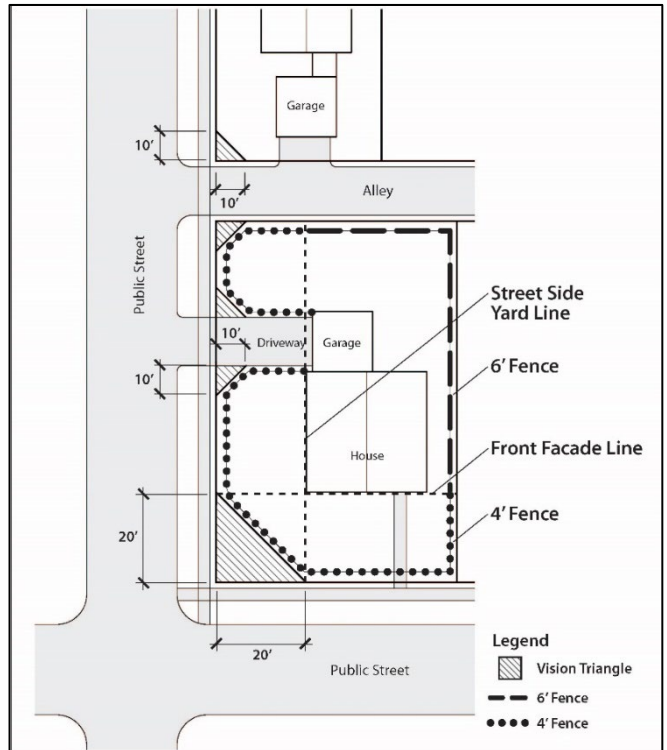 Garage
10'
10'
Alley
Public Street
Street Side
Yard Line
10'
Driveway
Garage
6' Fence
10'
House
Front Facade Line
4' Fence
20'
20'
Public Street
Legend
Vision Triangle
6' Fence
4' Fence